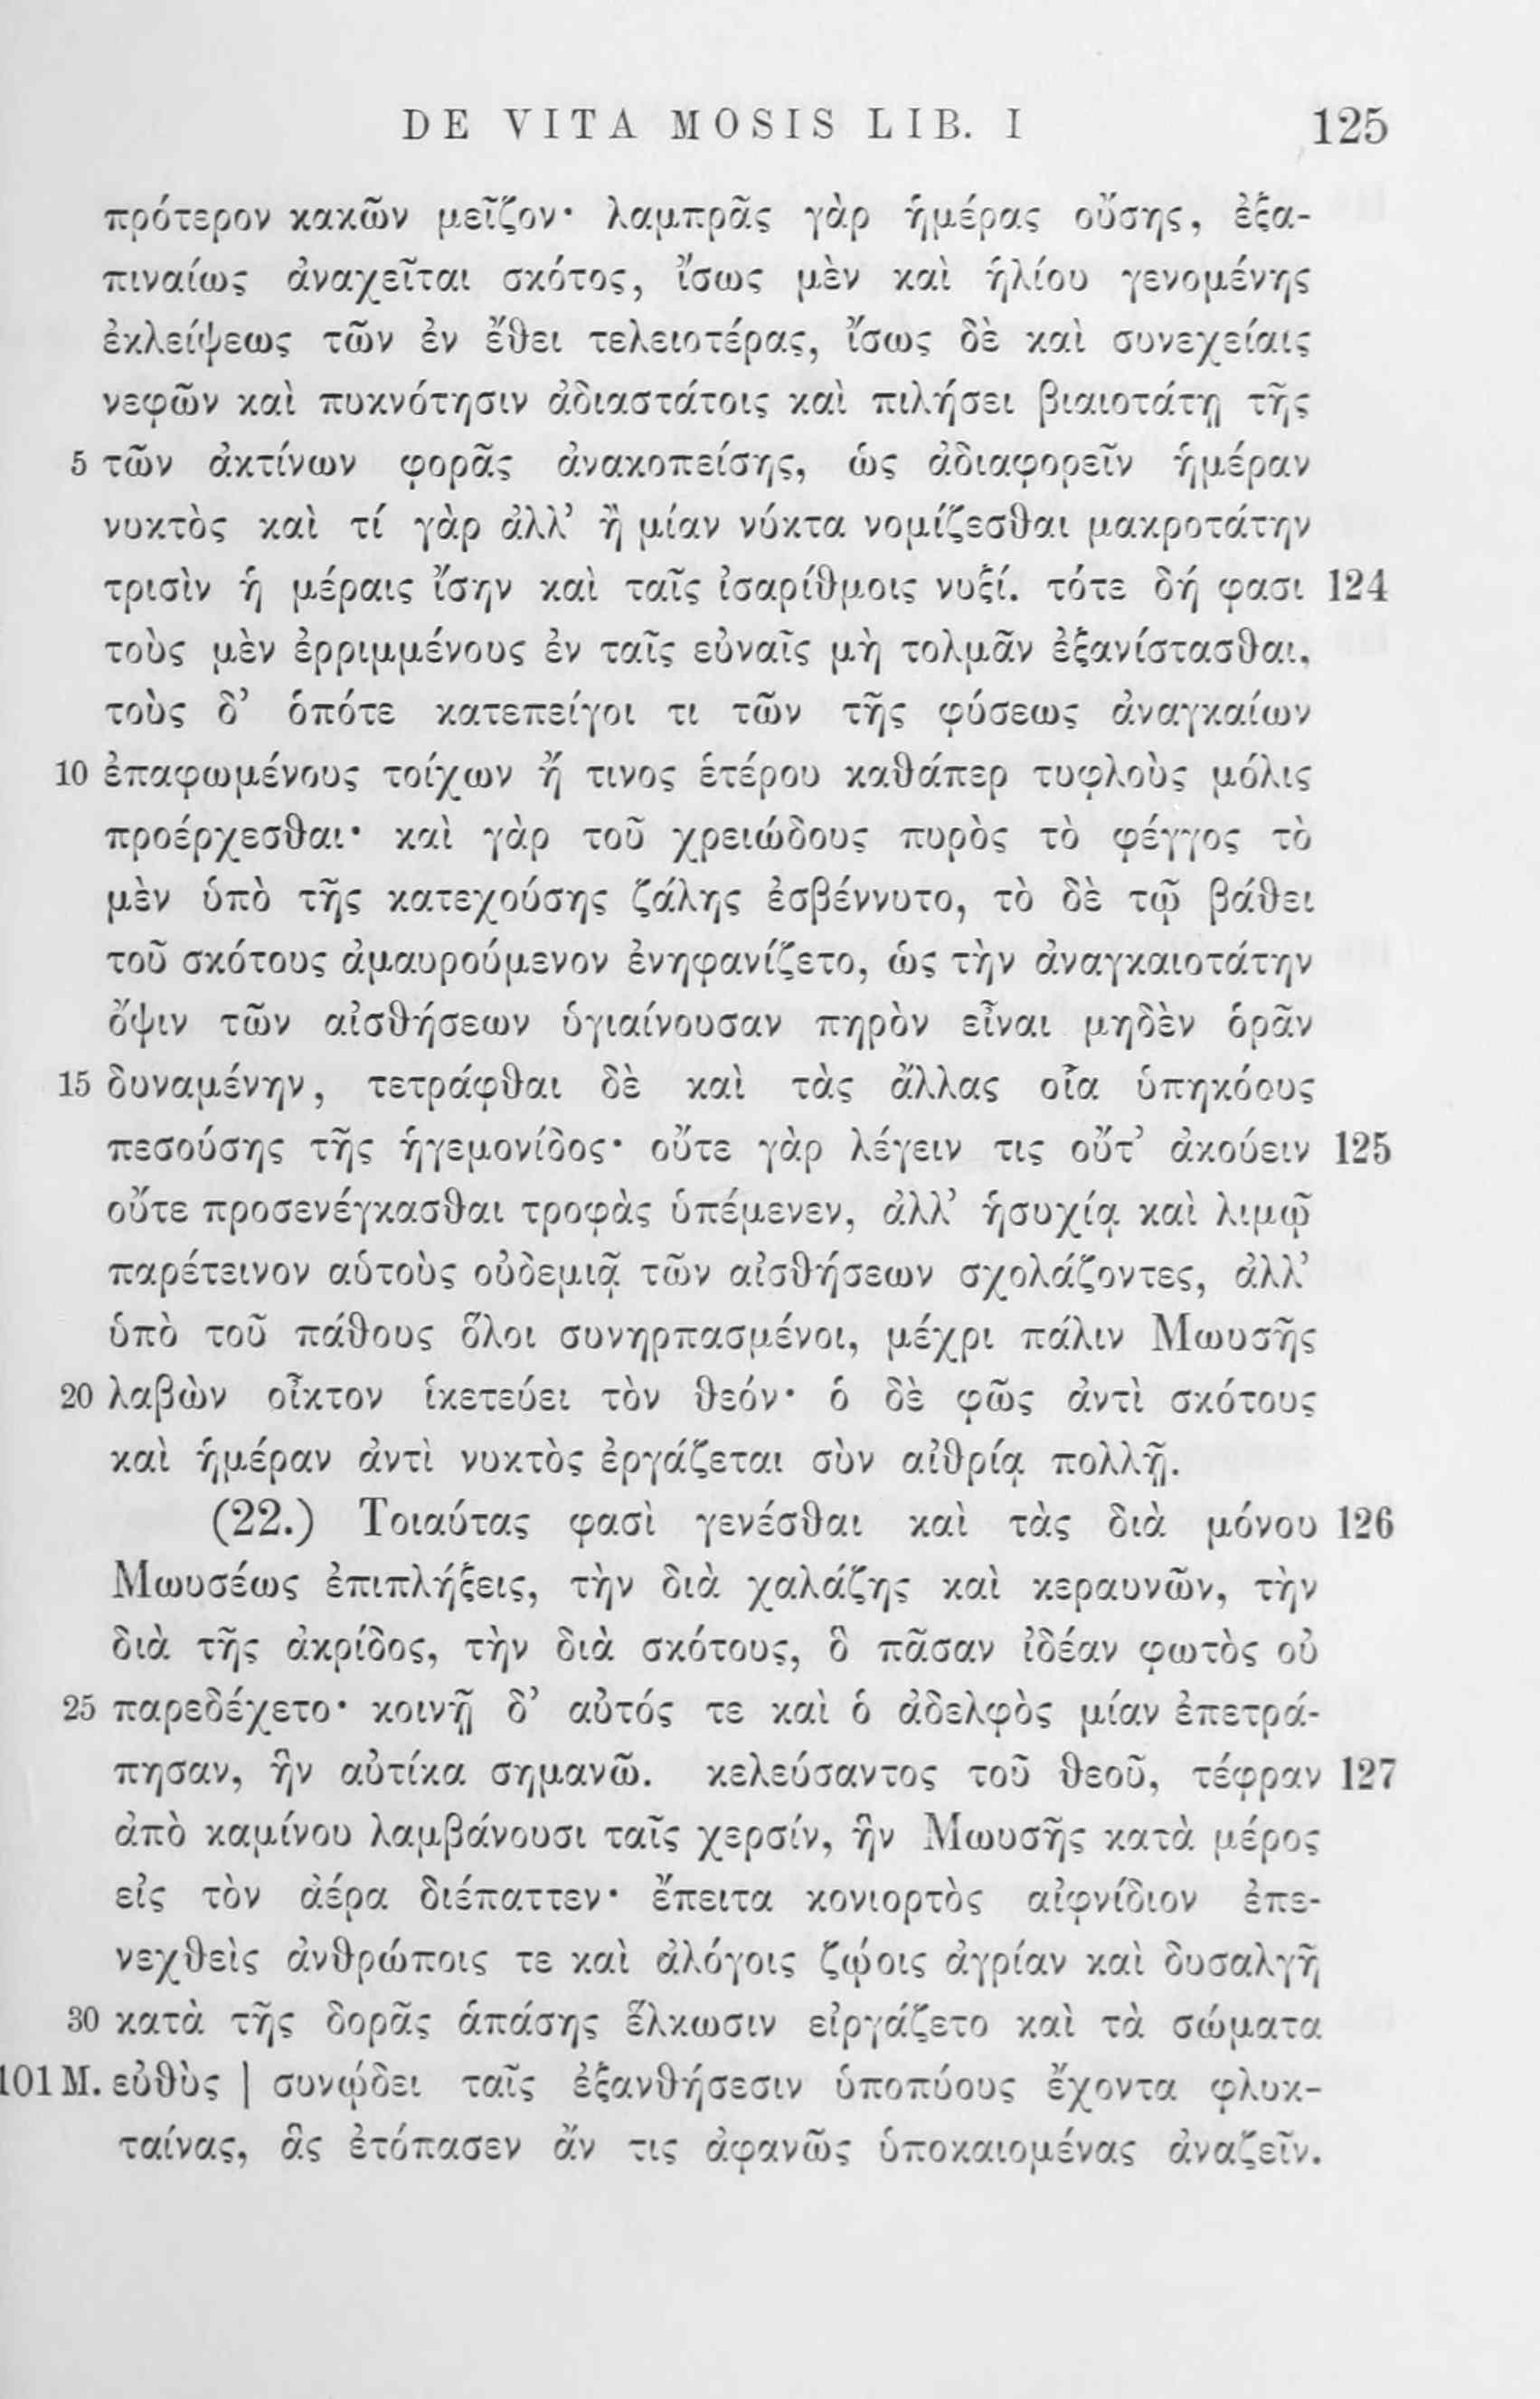 DE VITA MOSIS LIB. I 125
πρότερον κακῶν μεῖζον· λαμπρᾶς γὰρ ἡμέρας οὔσης, ἐξα-
πιναίως ἀναχεῖται σκότος, ἴσως μὲν καὶ ἡλίου γενομένης
ἐκλείψεως τῶν ἐν ἔθει τελειοτέρας, ἴσως δὲ καὶ συνεχείαις
νεφῶν καὶ πυκνότησιν ἀδιαστάτοις καὶ πιλήσει βιαιοτάτῃ τῆς
5 τῶν ἀκτίνων φορᾶς ἀνακοπείσης, ὡς ἀδιαφορεῖν ἡμέραν
νυκτὸς καὶ τί γὰρ ἀλλ’ ἢ μίαν νύκτα νομίζεσθαι μακροτάτην
τρισὶν ἡ μέραις ἴσην καὶ ταῖς ἰσαρίθμοις νυξί. τότε δή φασι 124
τοὺς μὲν ἐρριμμένους ἐν ταῖς εὐναῖς μὴ τολμᾶν ἐξανίστασθαι,
τοὺς δ’ ὁπότε κατεπείγοι τι τῶν τῆς φύσεως ἀναγκαίων
10 ἐπαφωμένους τοίχων ἤ τινος ἑτέρου καθάπερ τυφλοὺς μόλις
προέρχεσθαι· καὶ γὰρ τοῦ χρειώδους πυρὸς τὸ φέγγος τὸ
μὲν ὑπὸ τῆς κατεχούσης ζάλης ἐσβέννυτο, τὸ δὲ τῷ βάθει
τοῦ σκότους ἀμαυρούμενον ἐνηφανίζετο, ὡς τὴν ἀναγκαιοτάτην
ὄψιν τῶν αἰσθήσεων ὑγιαίνουσαν πηρὸν εἶναι μηδὲν ὁρᾶν
15 δυναμένην, τετράφθαι δὲ καὶ τὰς ἄλλας οἷα ὑπηκόους
πεσούσης τῆς ἡγεμονίδος· οὔτε γὰρ λέγειν τις οὔτ’ ἀκούειν 125
οὔτε προσενέγκασθαι τροφὰς ὑπέμενεν, ἀλλ’ ἡσυχίᾳ καὶ λιμῷ
παρέτεινον αὑτοὺς οὐδεμιᾷ τῶν αἰσθήσεων σχολάζοντες, ἀλλ’
ὑπὸ τοῦ πάθους ὅλοι συνηρπασμένοι, μέχρι πάλιν Μωυσῆς
20 λαβὼν οἶκτον ἱκετεύει τὸν θεόν· ὁ δὲ φῶς ἀντὶ σκότους
καὶ ἡμέραν ἀντὶ νυκτὸς ἐργάζεται σὺν αἰθρίᾳ πολλῇ.
(22.) Τοιαύτας φασὶ γενέσθαι καὶ τὰς διὰ μόνου 126
Μωυσέως ἐπιπλήξεις, τὴν διὰ χαλάζης καὶ κεραυνῶν, τὴν
διὰ τῆς ἀκρίδος, τὴν διὰ σκότους, ὃ πᾶσαν ἰδέαν φωτὸς οὐ
25 παρεδέχετο· κοινῇ δ’ αὐτός τε καὶ ὁ ἀδελφὸς μίαν ἐπετρά-
πησαν, ἣν αὐτίκα σημανῶ. κελεύσαντος τοῦ θεοῦ, τέφραν 127
ἀπὸ καμίνου λαμβάνουσι ταῖς χερσίν, ἣν Μωυσῆς κατὰ μέρος
εἰς τὸν ἀέρα διέπαττεν· ἔπειτα κονιορτὸς αἰφνίδιον ἐπε-
νεχθεὶς ἀνθρώποις τε καὶ ἀλόγοις ζῴοις ἀγρίαν καὶ δυσαλγῆ
30 κατὰ τῆς δορᾶς ἁπάσης ἕλκωσιν εἰργάζετο καὶ τὰ σώματα
101 M. εὐθὺς | συνῴδει ταῖς ἐξανθήσεσιν ὑποπύους ἔχοντα φλυκ-
ταίνας, ἃς ἐτόπασεν ἄν τις ἀφανῶς ὑποκαιομένας ἀναζεῖν.